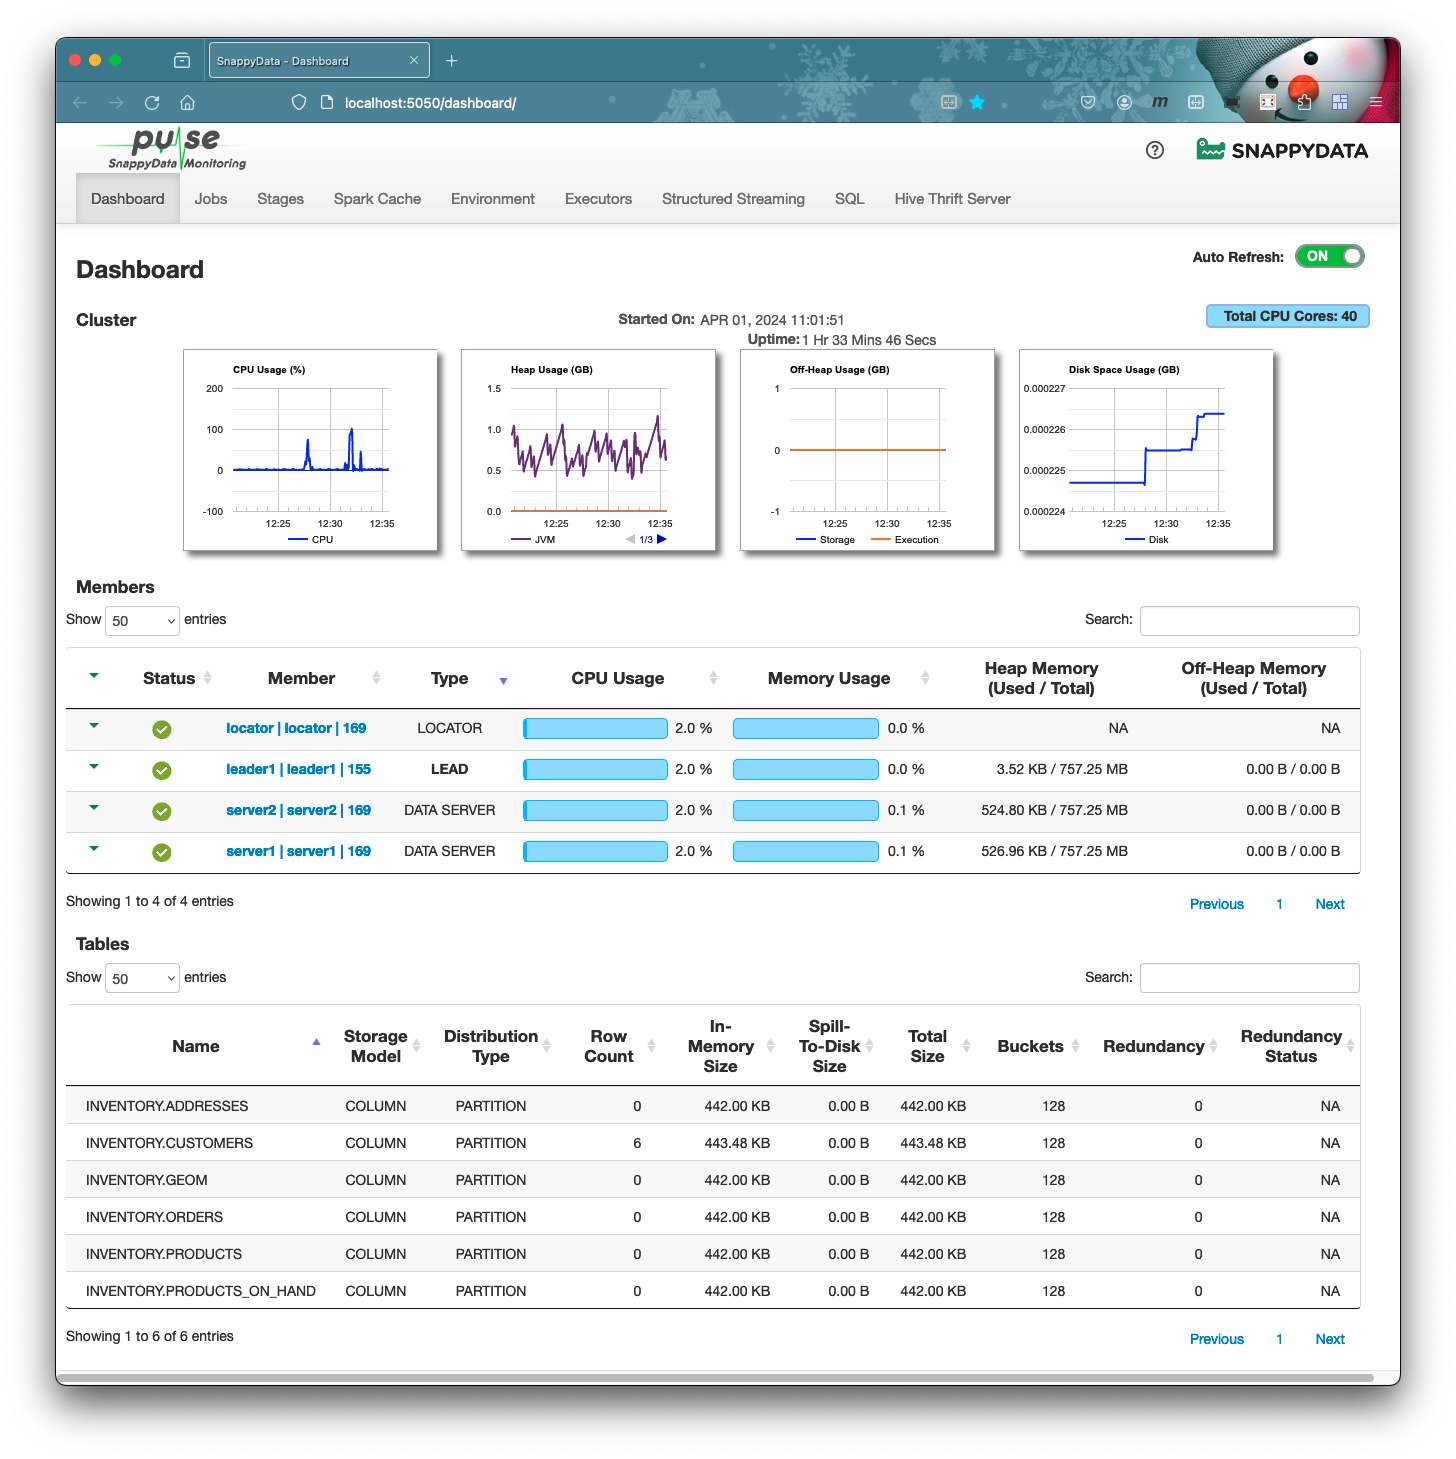 SnappyData - Dashboard
localhost:5050/dashboard/
pulse
SnappyData Monitoring
SNAPPYDATA
Dashboard Jobs Stages Spark Cache Environment Executors Structured Streaming SQL Hive Thrift Server
Dashboard
Auto Refresh: ON
Cluster
Started On: APR 01, 2024 11:01:51
Total CPU Cores: 40
Uptime: 1 Hr 33 Mins 46 Secs
CPU Usage (%)
200
100
0
-100
12:25 12:30 12:35
CPU
Heap Usage (GB)
1.5
1.0
0.5
0.0
12:25 12:30 12:35
JVM 1/3
Off-Heap Usage (GB)
1
0
-1
12:25 12:30 12:35
Storage Execution
Disk Space Usage (GB)
0.000227
0.000226
0.000225
0.000224
12:25 12:30 12:35
Disk
Members
Show 50 entries
Search:
Status Member Type CPU Usage Memory Usage Heap Memory (Used / Total) Off-Heap Memory (Used / Total)
locator | locator | 169 LOCATOR 2.0 % 0.0 % NA NA
leader1 | leader1 | 155 LEAD 2.0 % 0.0 % 3.52 KB / 757.25 MB 0.00 B / 0.00 B
server2 | server2 | 169 DATA SERVER 2.0 % 0.1 % 524.80 KB / 757.25 MB 0.00 B / 0.00 B
server1 | server1 | 169 DATA SERVER 2.0 % 0.1 % 526.96 KB / 757.25 MB 0.00 B / 0.00 B
Showing 1 to 4 of 4 entries
Previous 1 Next
Tables
Show 50 entries
Search:
Name Storage Model Distribution Type Row Count In-Memory Size Spill-To-Disk Size Total Size Buckets Redundancy Redundancy Status
INVENTORY.ADDRESSES COLUMN PARTITION 0 442.00 KB 0.00 B 442.00 KB 128 0 NA
INVENTORY.CUSTOMERS COLUMN PARTITION 6 443.48 KB 0.00 B 443.48 KB 128 0 NA
INVENTORY.GEOM COLUMN PARTITION 0 442.00 KB 0.00 B 442.00 KB 128 0 NA
INVENTORY.ORDERS COLUMN PARTITION 0 442.00 KB 0.00 B 442.00 KB 128 0 NA
INVENTORY.PRODUCTS COLUMN PARTITION 0 442.00 KB 0.00 B 442.00 KB 128 0 NA
INVENTORY.PRODUCTS_ON_HAND COLUMN PARTITION 0 442.00 KB 0.00 B 442.00 KB 128 0 NA
Showing 1 to 6 of 6 entries
Previous 1 Next